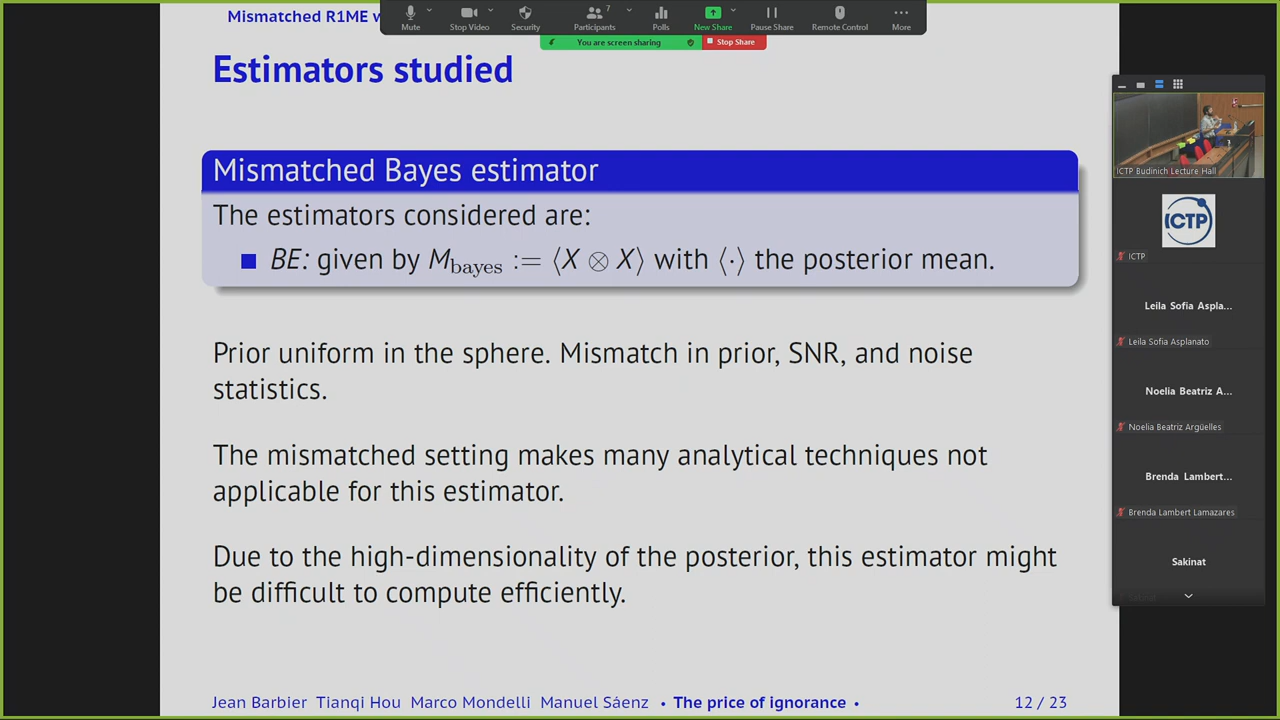 Mismatched R1ME
Mute
Stop Video
Security
Participants
7
Polls
New Share
Pause Share
Remote Control
More
You are screen sharing
Stop Share
Estimators studied
Mismatched Bayes estimator
The estimators considered are:
BE: given by M_bayes := ⟨X ⊗ X⟩ with ⟨·⟩ the posterior mean.
Prior uniform in the sphere. Mismatch in prior, SNR, and noise
statistics.
The mismatched setting makes many analytical techniques not
applicable for this estimator.
Due to the high-dimensionality of the posterior, this estimator might
be difficult to compute efficiently.
Jean Barbier Tianqi Hou Marco Mondelli Manuel Sáenz • The price of ignorance •
12 / 23
ICTP Budinich Lecture Hall
ICTP
ICTP
Leila Sofia Aspla...
Leila Sofia Asplanato
Noelia Beatriz A...
Noelia Beatriz Argüelles
Brenda Lambert...
Brenda Lambert Lamazares
Sakinat